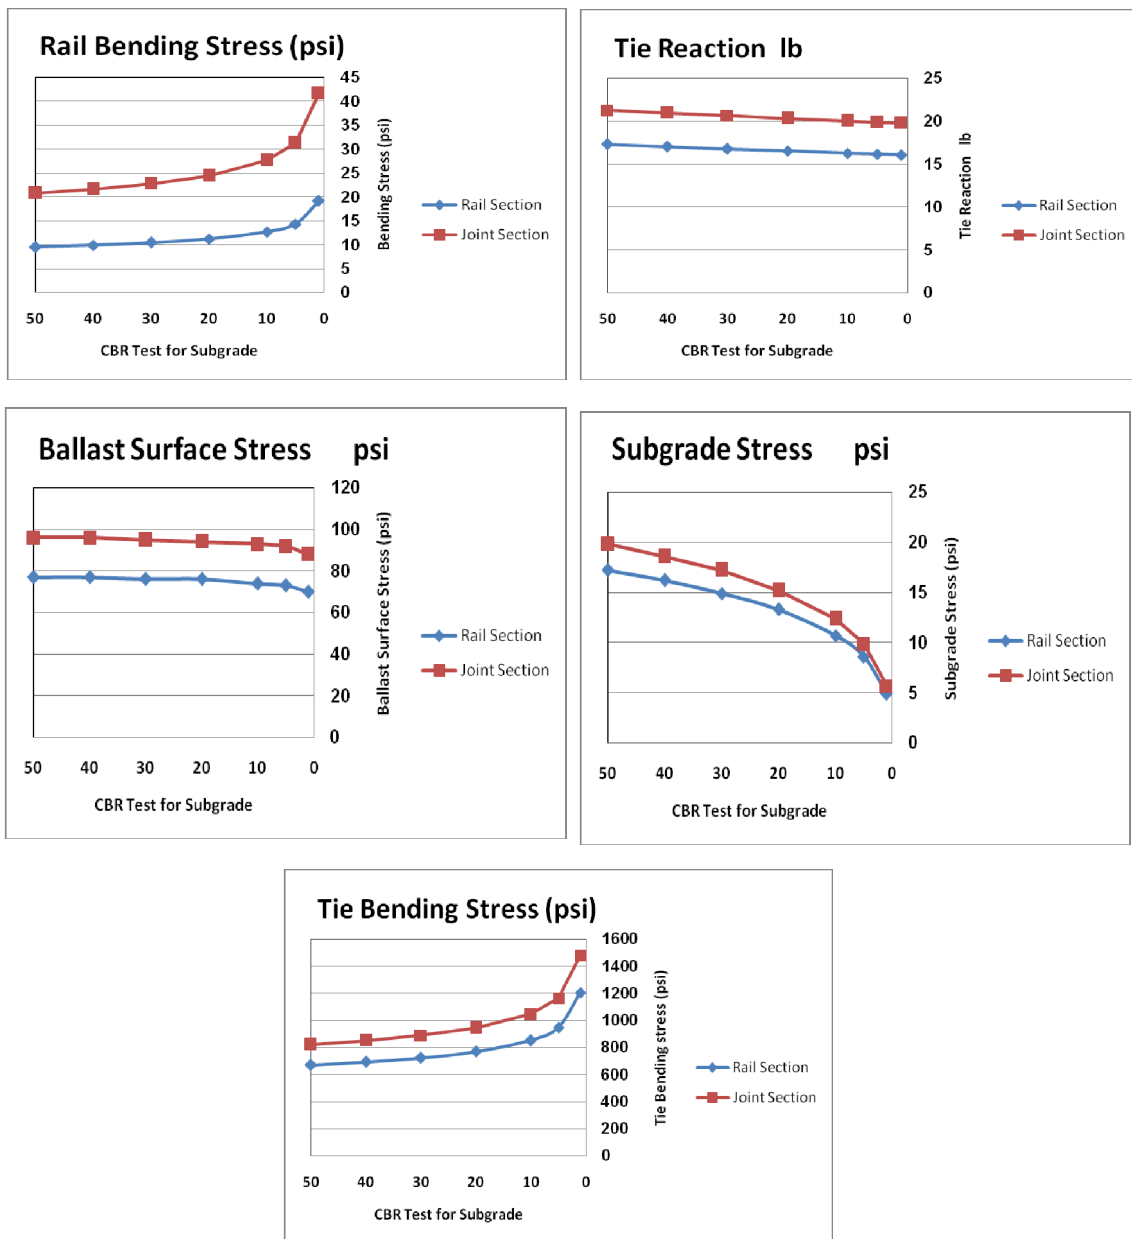 Rail Bending Stress (psi)
45
40
35
30
25
20
15
10
5
0
Bending Stress (psi)
Rail Section
Joint Section
50 40 30 20 10 0
CBR Test for Subgrade
Tie Reaction lb
25
20
15
10
5
0
Tie Reaction lb
Rail Section
Joint Section
50 40 30 20 10 0
CBR Test for Subgrade
Ballast Surface Stress psi
120
100
80
60
40
20
0
Ballast Surface Stress (psi)
Rail Section
Joint Section
50 40 30 20 10 0
CBR Test for Subgrade
Subgrade Stress psi
25
20
15
10
5
0
Subgrade Stress (psi)
Rail Section
Joint Section
50 40 30 20 10 0
CBR Test for Subgrade
Tie Bending Stress (psi)
1600
1400
1200
1000
800
600
400
200
0
Tie Bending stress (psi)
Rail Section
Joint Section
50 40 30 20 10 0
CBR Test for Subgrade